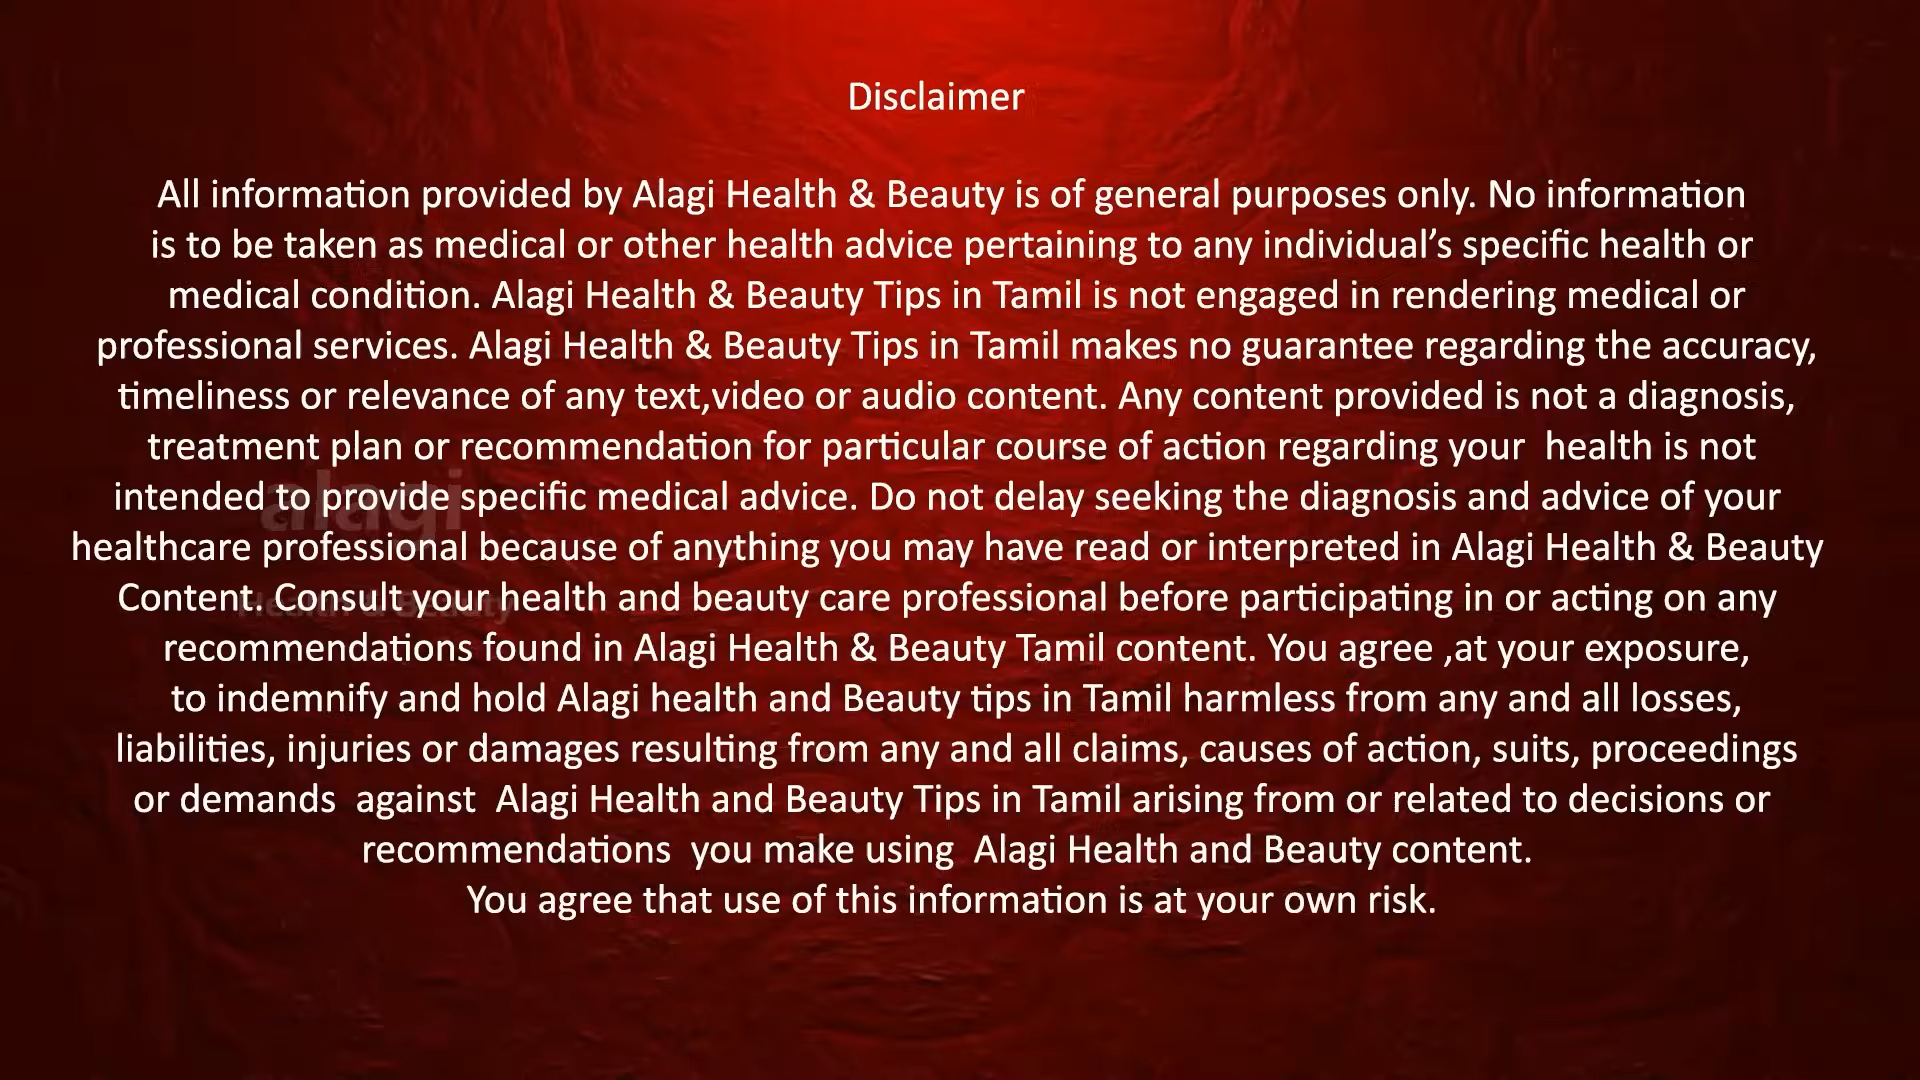 Disclaimer
All information provided by Alagi Health & Beauty is of general purposes only. No information
is to be taken as medical or other health advice pertaining to any individual’s specific health or
medical condition. Alagi Health & Beauty Tips in Tamil is not engaged in rendering medical or
professional services. Alagi Health & Beauty Tips in Tamil makes no guarantee regarding the accuracy,
timeliness or relevance of any text,video or audio content. Any content provided is not a diagnosis,
treatment plan or recommendation for particular course of action regarding your  health is not
intended to provide specific medical advice. Do not delay seeking the diagnosis and advice of your
healthcare professional because of anything you may have read or interpreted in Alagi Health & Beauty
Content. Consult your health and beauty care professional before participating in or acting on any
recommendations found in Alagi Health & Beauty Tamil content. You agree ,at your exposure,
to indemnify and hold Alagi health and Beauty tips in Tamil harmless from any and all losses,
liabilities, injuries or damages resulting from any and all claims, causes of action, suits, proceedings
or demands  against  Alagi Health and Beauty Tips in Tamil arising from or related to decisions or
recommendations  you make using  Alagi Health and Beauty content.
You agree that use of this information is at your own risk.
alagi
Health & Beauty